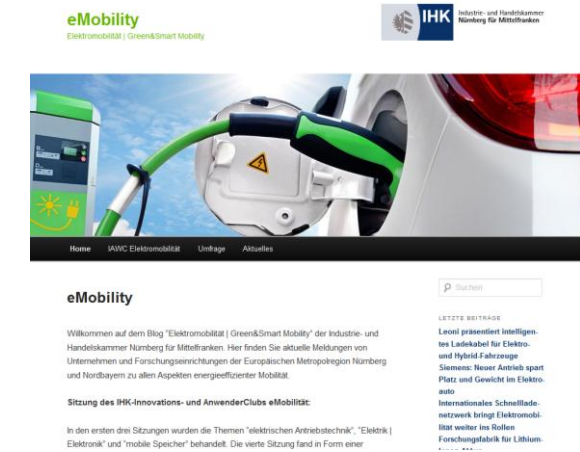 eMobility
Elektromobilität | Green&Smart Mobility
IHK
Industrie- und Handelskammer
Nürnberg für Mittelfranken
Home IAWC Elektromobilität Umfrage Aktuelles
eMobility
Willkommen auf dem Blog "Elektromobilität | Green&Smart Mobility" der Industrie- und
Handelskammer Nürnberg für Mittelfranken. Hier finden Sie aktuelle Meldungen von
Unternehmen und Forschungseinrichtungen der Europäischen Metropolregion Nürnberg
und Nordbayern zu allen Aspekten energieeffizienter Mobilität.
Sitzung des IHK-Innovations- und AnwenderClubs eMobilität:
In den ersten drei Sitzungen wurden die Themen "elektrischen Antriebstechnik", "Elektrik |
Elektronik" und "mobile Speicher" behandelt. Die vierte Sitzung fand in Form einer
Suchen
LETZTE BEITRÄGE
Leoni präsentiert intelligen-
tes Ladekabel für Elektro-
und Hybrid-Fahrzeuge
Siemens: Neuer Antrieb spart
Platz und Gewicht im Elektro-
auto
Internationales Schnelllade-
netzwerk bringt Elektromobi-
lität weiter ins Rollen
Forschungsfabrik für Lithium-